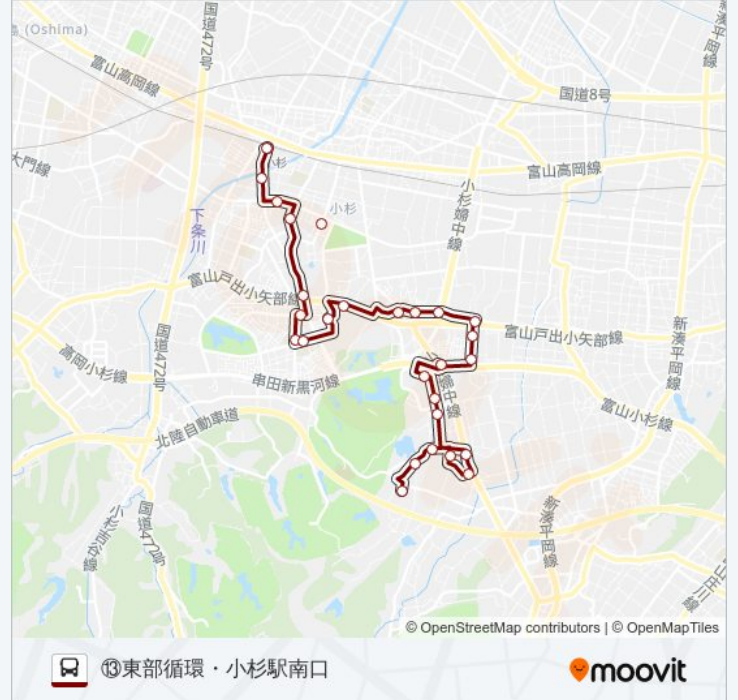 島 (Oshima)
国道472号
新湊平岡線
富山高岡線
国道8号
大門線
小杉
富山高岡線
小杉婦中線
小杉
下条川
富山戸出小矢部線
富山戸出小矢部線
新湊平岡線
国道472号
高岡小杉線
串田新黒河線
婦中線
富山小杉線
北陸自動車道
小杉吉谷線
国道472号
新湊平岡線
© OpenStreetMap contributors | © OpenMapTiles
⑬東部循環・小杉駅南口
moovit